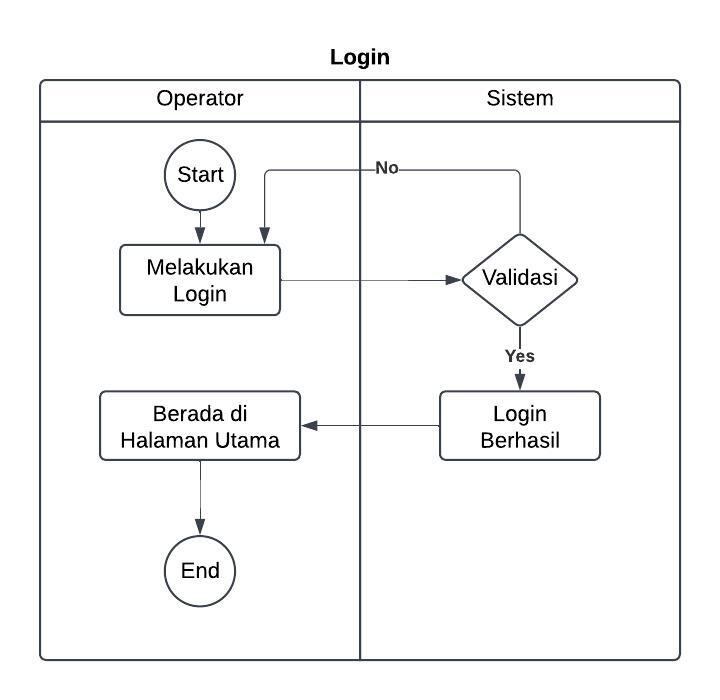 Login
Operator
Sistem
Start
No
Melakukan
Login
Validasi
Yes
Berada di
Halaman Utama
Login
Berhasil
End